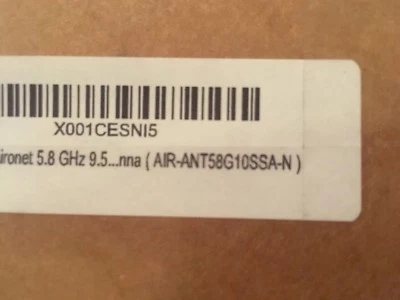 X001CESNI5
ironet 5.8 GHz 9.5...nna ( AIR-ANT58G10SSA-N )